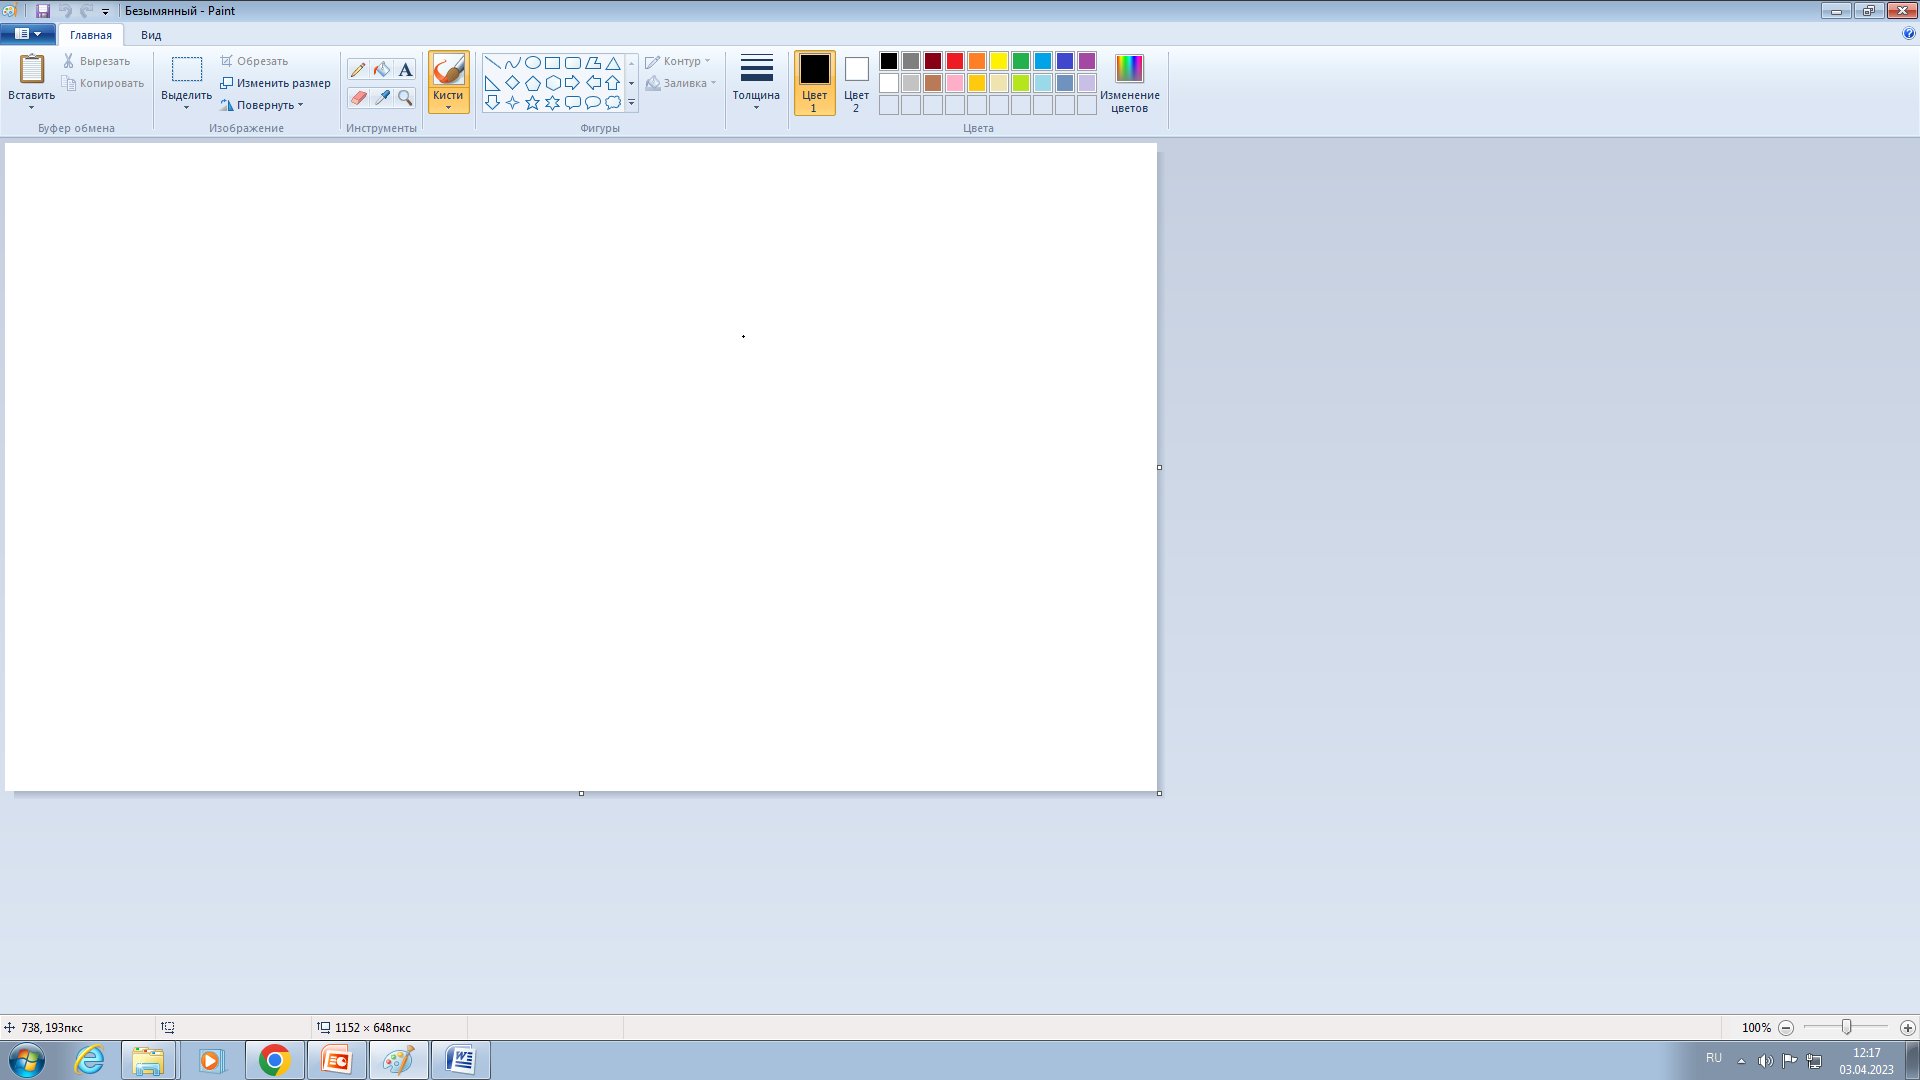 Безымянный - Paint
Главная Вид
Вставить
Вырезать
Копировать
Буфер обмена
Выделить
Обрезать
Изменить размер
Повернуть
Изображение
A
Инструменты
Кисти
Контур
Заливка
Фигуры
Толщина
Цвет
1
Цвет
2
Изменение
цветов
Цвета
738, 193пкс
1152 × 648пкс
100%
RU
12:17
03.04.2023